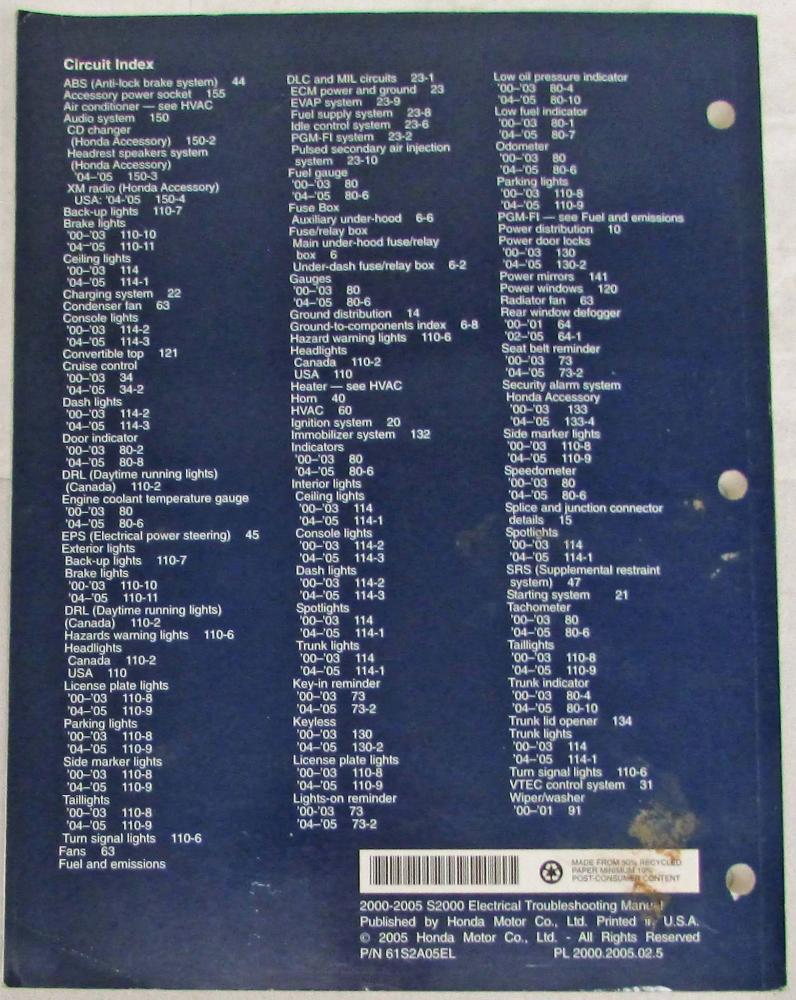 Circuit Index
ABS (Anti-lock brake system) 44
Accessory power socket 155
Air conditioner — see HVAC
Audio system 150
CD changer
(Honda Accessory) 150-2
Headrest speakers system
(Honda Accessory)
'04–'05 150-3
XM radio (Honda Accessory)
USA: '04-'05 150-4
Back-up lights 110-7
Brake lights
'00–'03 110-10
'04–'05 110-11
Ceiling lights
'00–'03 114
'04–'05 114-1
Charging system 22
Condenser fan 63
Console lights
'00–'03 114-2
'04–'05 114-3
Convertible top 121
Cruise control
'00–'03 34
'04–'05 34-2
Dash lights
'00–'03 114-2
'04–'05 114-3
Door indicator
'00–'03 80-2
'04–'05 80-8
DRL (Daytime running lights)
(Canada) 110-2
Engine coolant temperature gauge
'00–'03 80
'04–'05 80-6
EPS (Electrical power steering) 45
Exterior lights
Back-up lights 110-7
Brake lights
'00–'03 110-10
'04–'05 110-11
DRL (Daytime running lights)
(Canada) 110-2
Hazards warning lights 110-6
Headlights
Canada 110-2
USA 110
License plate lights
'00–'03 110-8
'04–'05 110-9
Parking lights
'00–'03 110-8
'04–'05 110-9
Side marker lights
'00–'03 110-8
'04–'05 110-9
Taillights
'00–'03 110-8
'04–'05 110-9
Turn signal lights 110-6
Fans 63
Fuel and emissions
DLC and MIL circuits 23-1
ECM power and ground 23
EVAP system 23-9
Fuel supply system 23-8
Idle control system 23-6
PGM-FI system 23-2
Pulsed secondary air injection
system 23-10
Fuel gauge
'00–'03 80
'04–'05 80-6
Fuse Box
Auxiliary under-hood 6-6
Fuse/relay box
Main under-hood fuse/relay
box 6
Under-dash fuse/relay box 6-2
Gauges
'00–'03 80
'04–'05 80-6
Ground distribution 14
Ground-to-components index 6-8
Hazard warning lights 110-6
Headlights
Canada 110-2
USA 110
Heater — see HVAC
Horn 40
HVAC 60
Ignition system 20
Immobilizer system 132
Indicators
'00–'03 80
'04–'05 80-6
Interior lights
Ceiling lights
'00–'03 114
'04–'05 114-1
Console lights
'00–'03 114-2
'04–'05 114-3
Dash lights
'00–'03 114-2
'04–'05 114-3
Spotlights
'00–'03 114
'04–'05 114-1
Trunk lights
'00–'03 114
'04–'05 114-1
Key-in reminder
'00–'03 73
'04–'05 73-2
Keyless
'00–'03 130
'04–'05 130-2
License plate lights
'00–'03 110-8
'04–'05 110-9
Lights-on reminder
'00-'03 73
'04–'05 73-2
Low oil pressure indicator
'00–'03 80-4
'04–'05 80-10
Low fuel indicator
'00–'03 80-1
'04–'05 80-7
Odometer
'00–'03 80
'04–'05 80-6
Parking lights
'00–'03 110-8
'04–'05 110-9
PGM-FI — see Fuel and emissions
Power distribution 10
Power door locks
'00–'03 130
'04–'05 130-2
Power mirrors 141
Power windows 120
Radiator fan 63
Rear window defogger
'00–'01 64
'02–'05 64-1
Seat belt reminder
'00–'03 73
'04–'05 73-2
Security alarm system
Honda Accessory
'00–'03 133
'04–'05 133-4
Side marker lights
'00–'03 110-8
'04–'05 110-9
Speedometer
'00–'03 80
'04–'05 80-6
Splice and junction connector
details 15
Spotlights
'00–'03 114
'04–'05 114-1
SRS (Supplemental restraint
system) 47
Starting system 21
Tachometer
'00–'03 80
'04–'05 80-6
Taillights
'00–'03 110-8
'04–'05 110-9
Trunk indicator
'00–'03 80-4
'04–'05 80-10
Trunk lid opener 134
Trunk lights
'00–'03 114
'04–'05 114-1
Turn signal lights 110-6
VTEC control system 31
Wiper/washer
'00–'01 91
MADE FROM 50% RECYCLED
PAPER MINIMUM 10%
POST-CONSUMER CONTENT
2000-2005 S2000 Electrical Troubleshooting Manual
Published by Honda Motor Co., Ltd. Printed in U.S.A.
© 2005 Honda Motor Co., Ltd. - All Rights Reserved
P/N 61S2A05EL PL 2000.2005.02.5